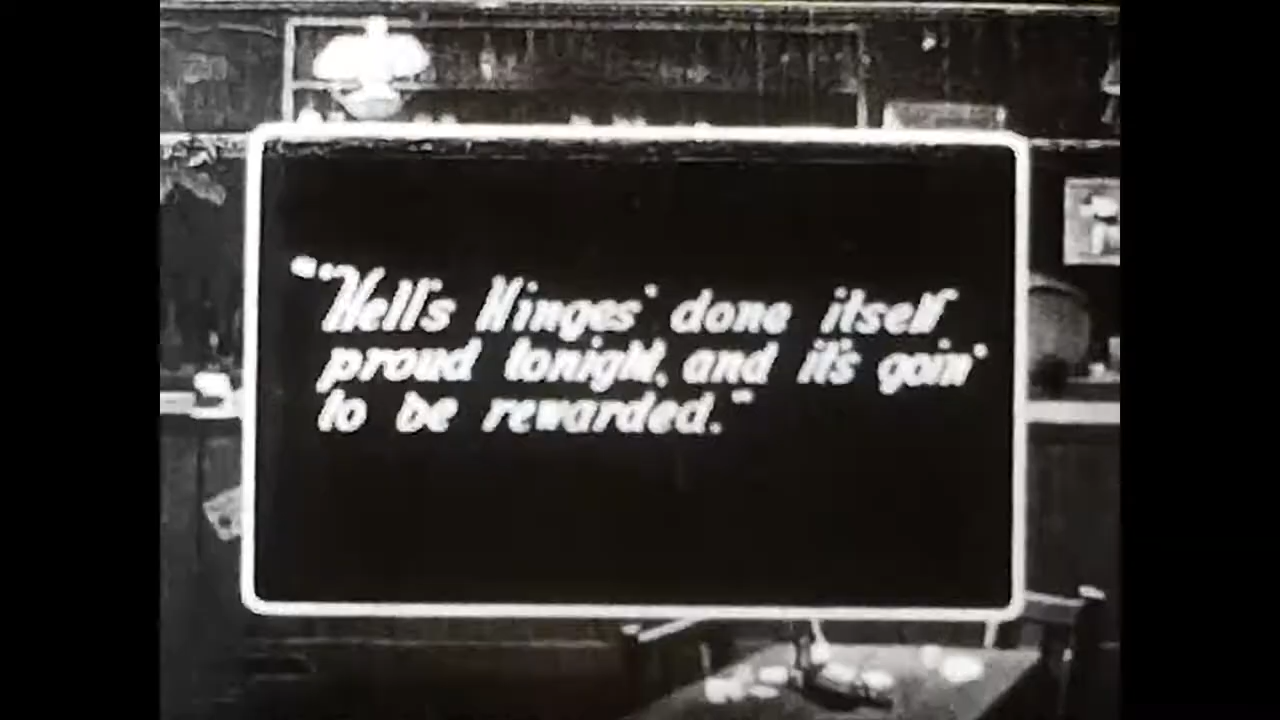 "'Hell's Hinges' done itself
proud tonight, and it's goin'
to be rewarded."